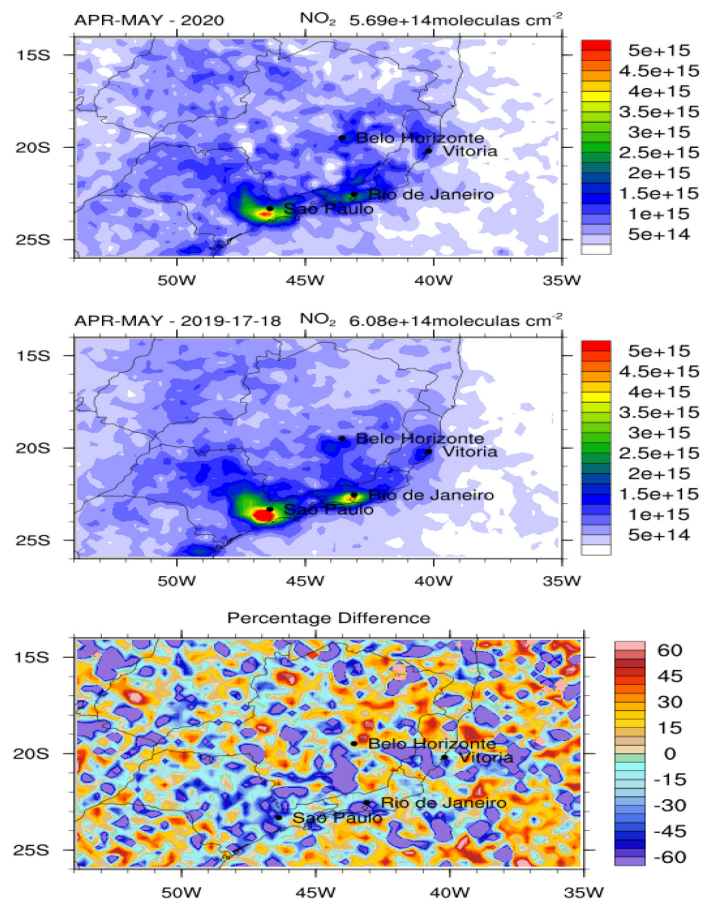 APR-MAY - 2020 NO2 5.69e+14moleculas cm-2
15S
20S
25S
50W 45W 40W 35W
Belo Horizonte
Vitoria
Rio de Janeiro
Sao Paulo
5e+15
4.5e+15
4e+15
3.5e+15
3e+15
2.5e+15
2e+15
1.5e+15
1e+15
5e+14
APR-MAY - 2019-17-18 NO2 6.08e+14moleculas cm-2
15S
20S
25S
50W 45W 40W 35W
Belo Horizonte
Vitoria
Rio de Janeiro
Sao Paulo
5e+15
4.5e+15
4e+15
3.5e+15
3e+15
2.5e+15
2e+15
1.5e+15
1e+15
5e+14
Percentage Difference
15S
20S
25S
50W 45W 40W 35W
Belo Horizonte
Vitoria
Rio de Janeiro
Sao Paulo
60
45
30
15
0
-15
-30
-45
-60